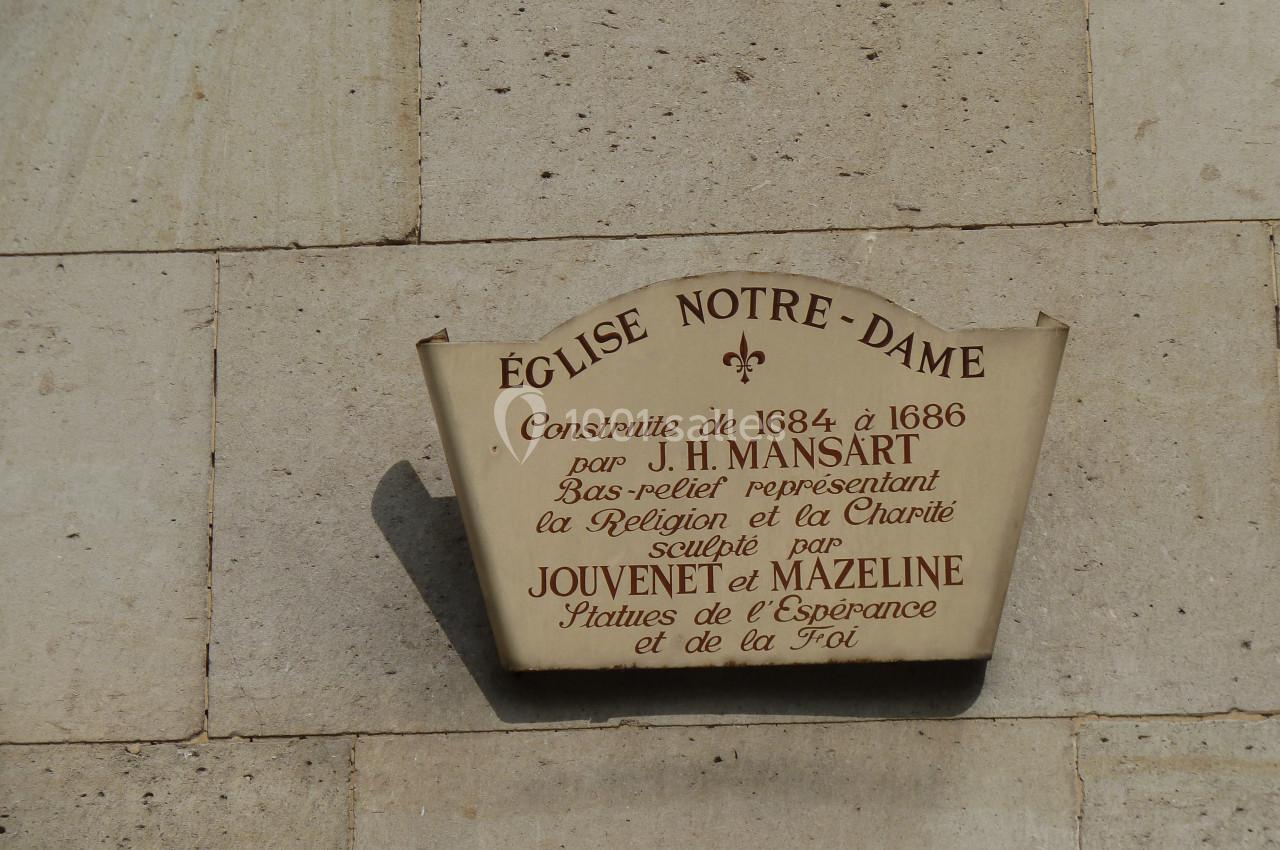 ÉGLISE NOTRE-DAME
Construite de 1684 à 1686
par J. H. MANSART
Bas-relief représentant
la Religion et la Charité
sculpté par
JOUVENET et MAZELINE
Statues de l'Espérance
et de la Foi
1001salles